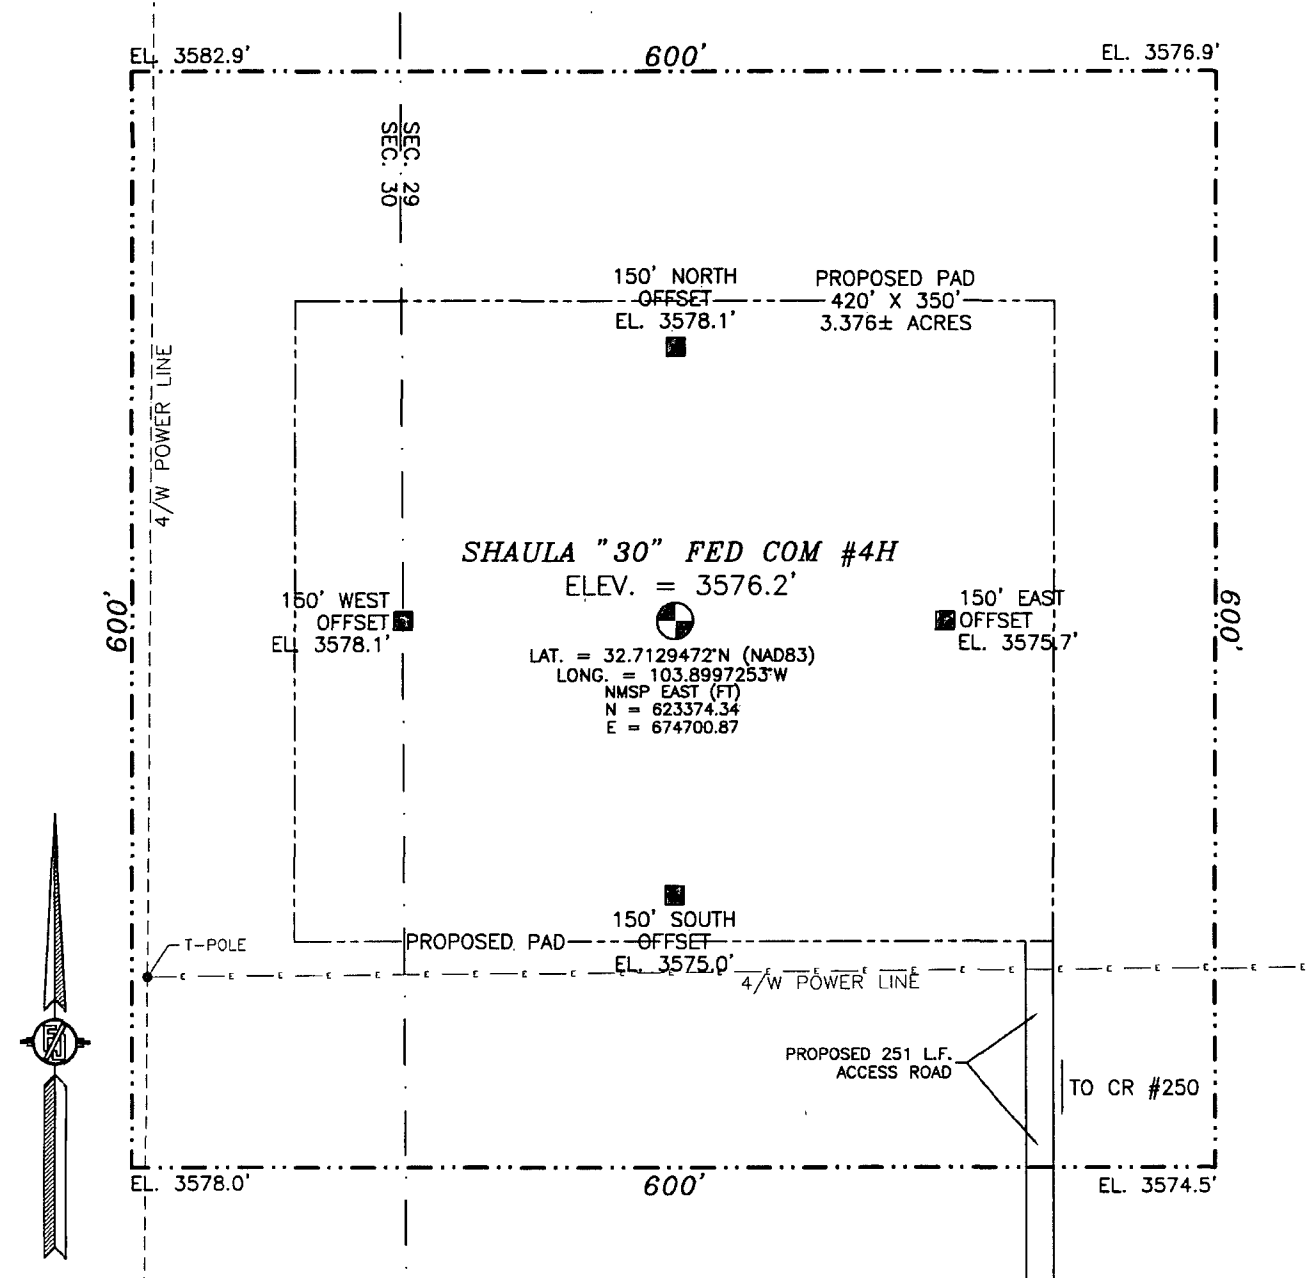 EL. 3582.9'
600'
EL. 3576.9'
SEC. 29
SEC. 30
150' NORTH
OFFSET
EL. 3578.1'
PROPOSED PAD
420' X 350'
3.376± ACRES
4/W POWER LINE
SHAULA "30" FED COM #4H
ELEV. = 3576.2'
600'
150' WEST
OFFSET
EL. 3578.1'
150' EAST
OFFSET
EL. 3575.7'
600'
LAT. = 32.7129472°N (NAD83)
LONG. = 103.8997253°W
NMSP EAST (FT)
N = 623374.34
E = 674700.87
150' SOUTH
OFFSET
EL. 3575.0'
T-POLE
PROPOSED PAD
E E E E E E E E E E E E E E E E E E E E E E E E
4/W POWER LINE
PROPOSED 251 L.F.
ACCESS ROAD
TO CR #250
EL. 3578.0'
600'
EL. 3574.5'